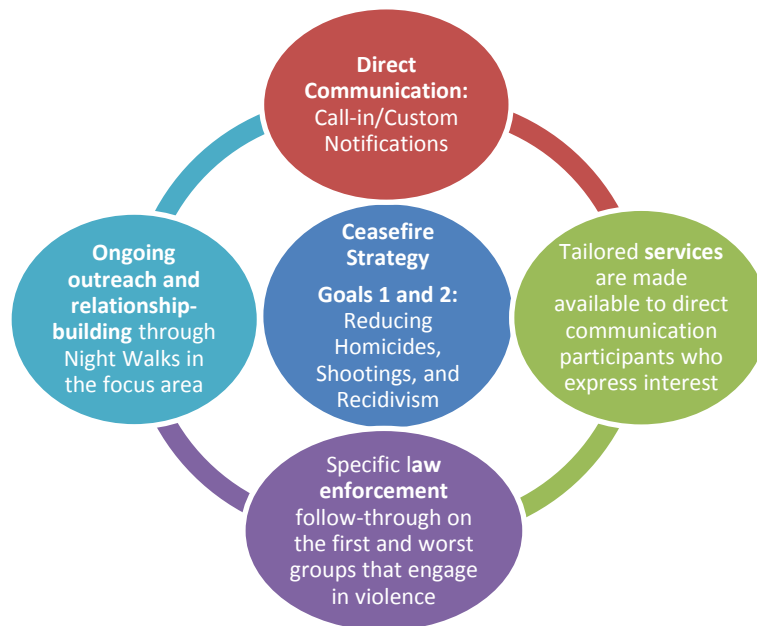 Direct
Communication:
Call-in/Custom
Notifications
Ongoing
outreach and
relationship-
building through
Night Walks in
the focus area
Ceasefire
Strategy
Goals 1 and 2:
Reducing
Homicides,
Shootings, and
Recidivism
Tailored services
are made
available to direct
communication
participants who
express interest
Specific law
enforcement
follow-through on
the first and worst
groups that engage
in violence